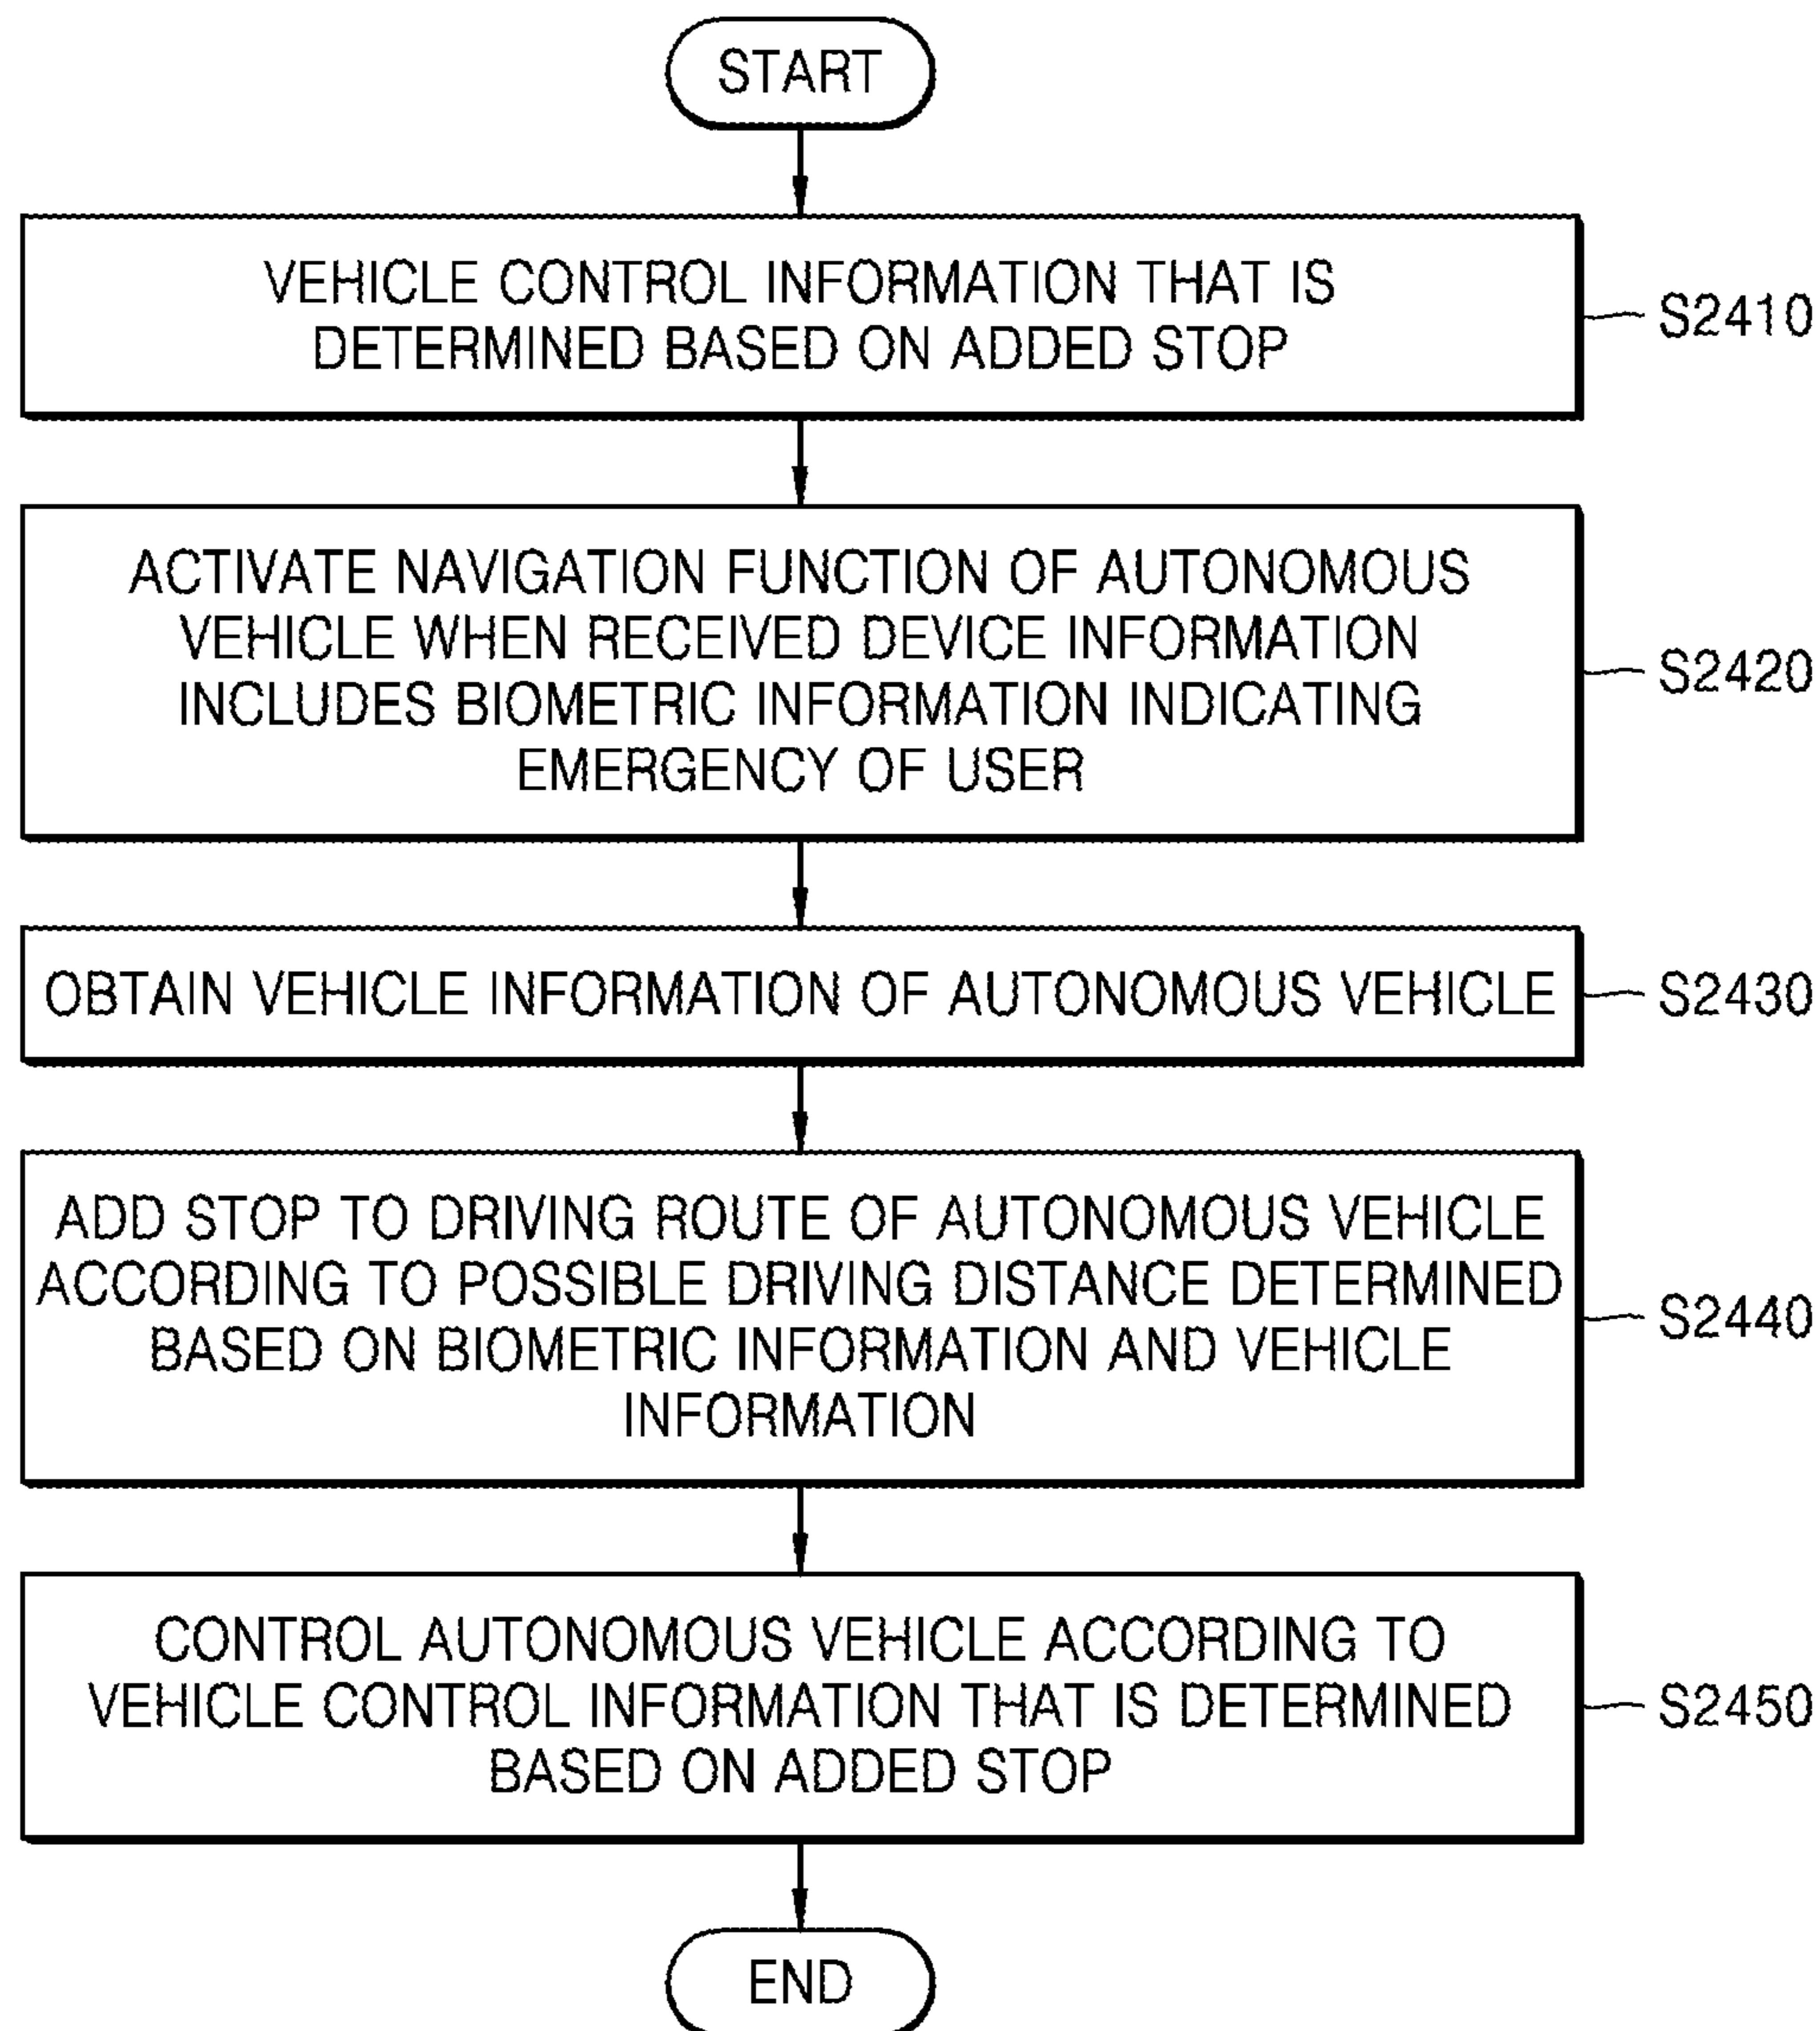 START
VEHICLE CONTROL INFORMATION THAT IS
DETERMINED BASED ON ADDED STOP
S2410
ACTIVATE NAVIGATION FUNCTION OF AUTONOMOUS
VEHICLE WHEN RECEIVED DEVICE INFORMATION
INCLUDES BIOMETRIC INFORMATION INDICATING
EMERGENCY OF USER
S2420
OBTAIN VEHICLE INFORMATION OF AUTONOMOUS VEHICLE
S2430
ADD STOP TO DRIVING ROUTE OF AUTONOMOUS VEHICLE
ACCORDING TO POSSIBLE DRIVING DISTANCE DETERMINED
BASED ON BIOMETRIC INFORMATION AND VEHICLE
INFORMATION
S2440
CONTROL AUTONOMOUS VEHICLE ACCORDING TO
VEHICLE CONTROL INFORMATION THAT IS DETERMINED
BASED ON ADDED STOP
S2450
END